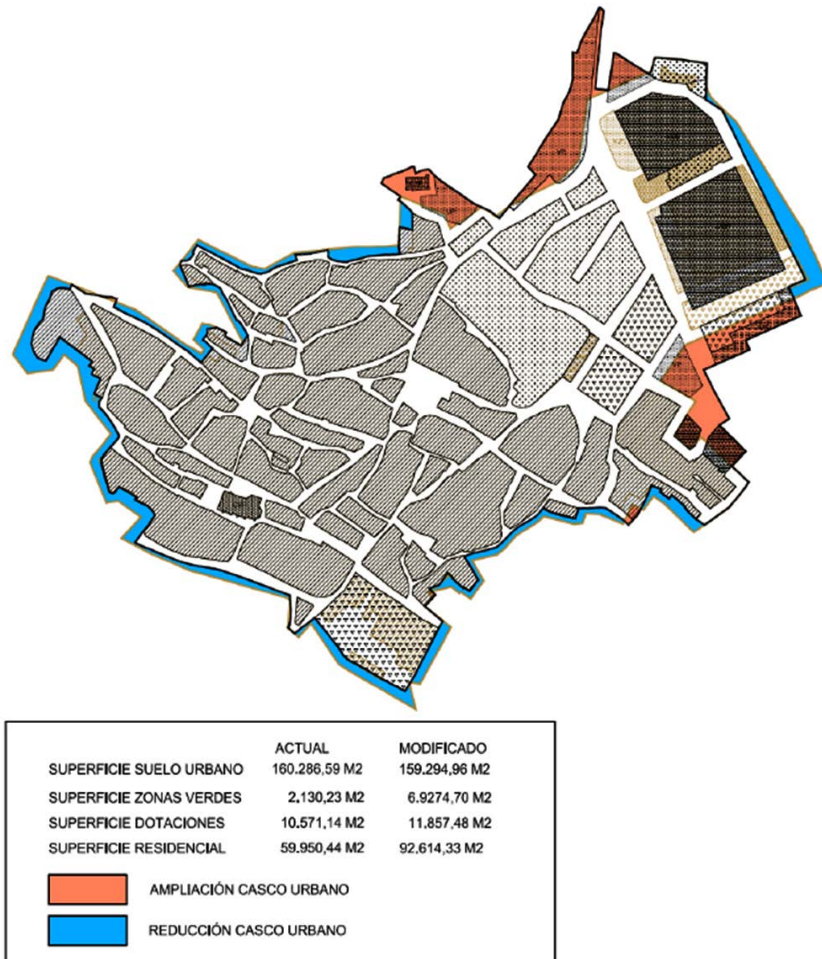 ACTUAL MODIFICADO
SUPERFICIE SUELO URBANO 160.286,59 M2 159.294,96 M2
SUPERFICIE ZONAS VERDES 2.130,23 M2 6.9274,70 M2
SUPERFICIE DOTACIONES 10.571,14 M2 11.857,48 M2
SUPERFICIE RESIDENCIAL 59.950,44 M2 92.614,33 M2
AMPLIACIÓN CASCO URBANO
REDUCCIÓN CASCO URBANO